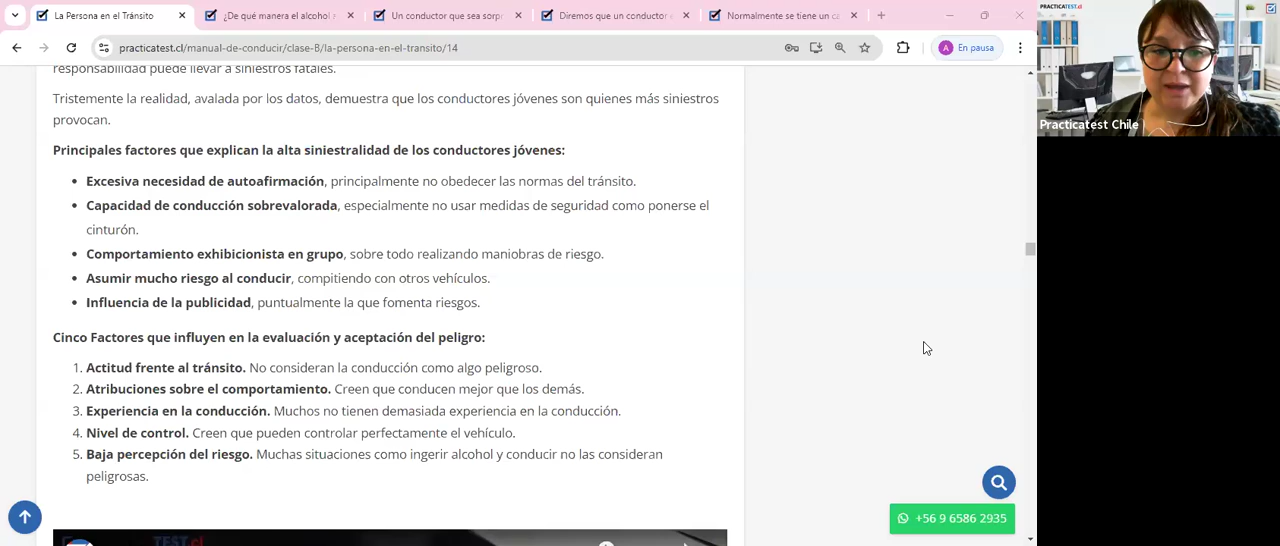 La Persona en el Tránsito
¿De qué manera el alcohol a
Un conductor que sea sorp
Diremos que un conductor e
Normalmente se tiene un ca
practicatest.cl/manual-de-conducir/clase-B/la-persona-en-el-transito/14
A
En pausa
PRACTICATEST.cl
Practicatest Chile
responsabilidad puede llevar a siniestros fatales.
Tristemente la realidad, avalada por los datos, demuestra que los conductores jóvenes son quienes más siniestros
provocan.
Principales factores que explican la alta siniestralidad de los conductores jóvenes:
• Excesiva necesidad de autoafirmación, principalmente no obedecer las normas del tránsito.
• Capacidad de conducción sobrevalorada, especialmente no usar medidas de seguridad como ponerse el
cinturón.
• Comportamiento exhibicionista en grupo, sobre todo realizando maniobras de riesgo.
• Asumir mucho riesgo al conducir, compitiendo con otros vehículos.
• Influencia de la publicidad, puntualmente la que fomenta riesgos.
Cinco Factores que influyen en la evaluación y aceptación del peligro:
1. Actitud frente al tránsito. No consideran la conducción como algo peligroso.
2. Atribuciones sobre el comportamiento. Creen que conducen mejor que los demás.
3. Experiencia en la conducción. Muchos no tienen demasiada experiencia en la conducción.
4. Nivel de control. Creen que pueden controlar perfectamente el vehículo.
5. Baja percepción del riesgo. Muchas situaciones como ingerir alcohol y conducir no las consideran
peligrosas.
+56 9 6586 2935
TEST.cl